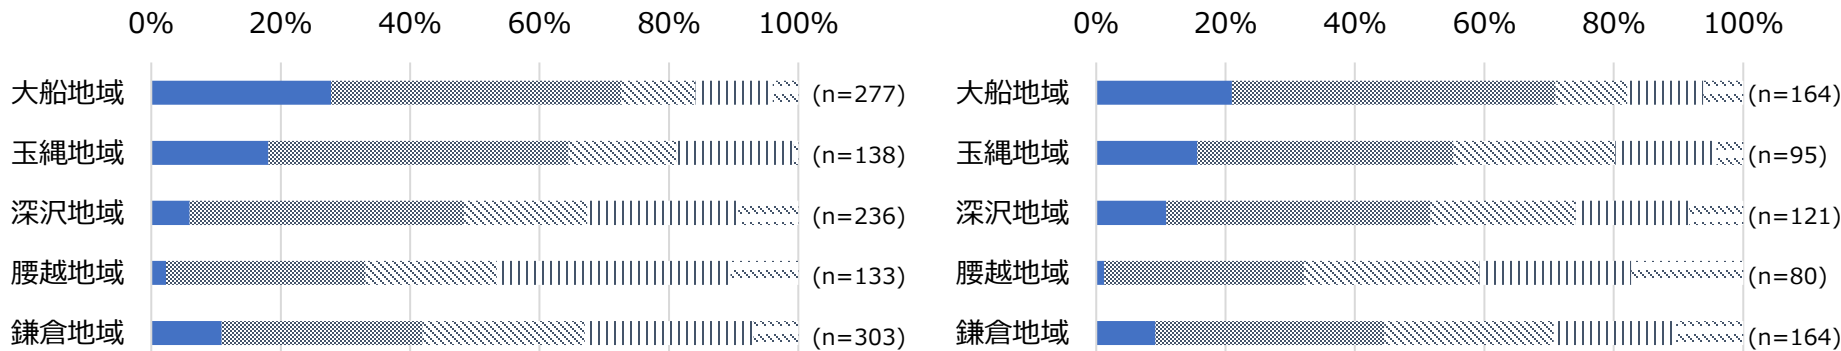 0% 20% 40% 60% 80% 100%
大船地域 (n=277)
玉縄地域 (n=138)
深沢地域 (n=236)
腰越地域 (n=133)
鎌倉地域 (n=303)
0% 20% 40% 60% 80% 100%
大船地域 (n=164)
玉縄地域 (n=95)
深沢地域 (n=121)
腰越地域 (n=80)
鎌倉地域 (n=164)